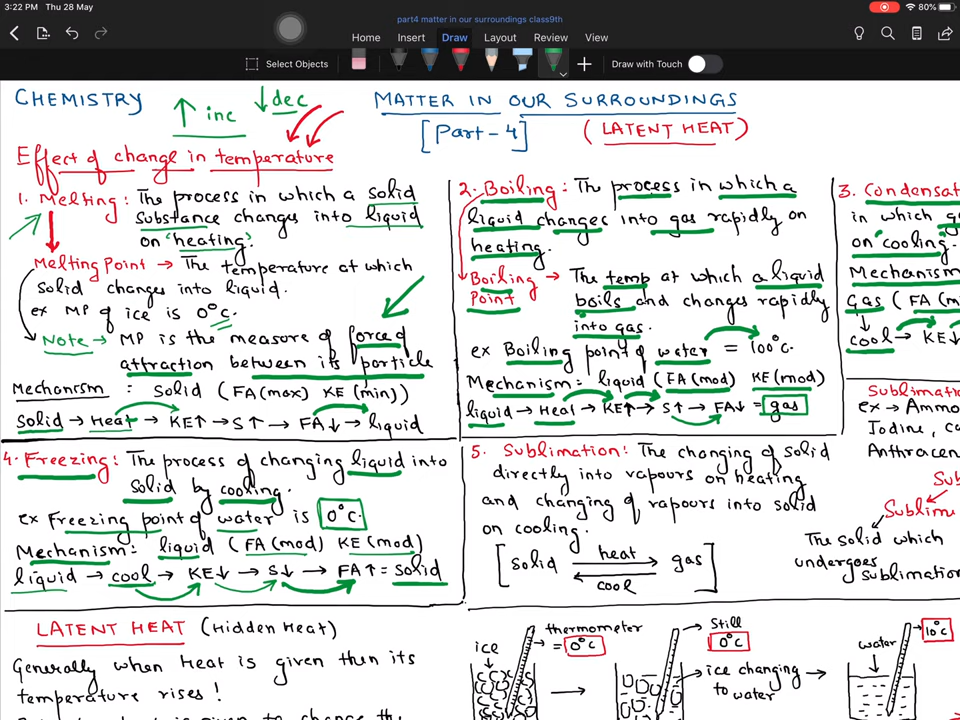 3:22 PM Thu 28 May
80%
part4 matter in our surroundings class9th
Home Insert Draw Layout Review View
Select Objects
Draw with Touch
CHEMISTRY
↑ inc ↓ dec
MATTER IN OUR SURROUNDINGS
[Part-4] (LATENT HEAT)
Effect of change in temperature
1. Melting: The process in which a solid
substance changes into liquid
on 'heating'.
Melting Point → The temperature at which
solid changes into liquid.
ex MP of ice is 0°C.
Note → MP is the measure of force of
attraction between its particle
Mechanism = Solid (FA(max) KE(min))
Solid → Heat → KE↑ → S↑ → FA↓ → liquid
2. Boiling: The process in which a
liquid changes into gas rapidly on
heating.
Boiling → The temp at which a liquid
Point boils and changes rapidly
into gas.
ex Boiling point of water = 100°C.
Mechanism = liquid (FA(mod) KE(mod)
liquid → Heat → KE↑ → S↑ → FA↓ = gas
3. Condensat
in which
on cooling.
Mechanism
Gas (FA(min)
cool → KE↓
Sublimati
ex → Ammo
Iodine,
Anthracen
4. Freezing: The process of changing liquid into
solid by cooling.
ex Freezing point of water is 0°C.
Mechanism = liquid (FA(mod) KE(mod)
liquid → cool → KE↓ → S↓ → FA↑ = solid
5. Sublimation: The changing of solid
directly into vapours on heating
and changing of vapours into solid
on cooling.
[solid heat gas]
cool
Sub
Sublim
The solid which
undergoes
sublimation
LATENT HEAT (Hidden Heat)
Generally when Heat is given then its
temperature rises!
ice thermometer
= 0°C
Still
0°C
ice changing →
to water
water 10°C